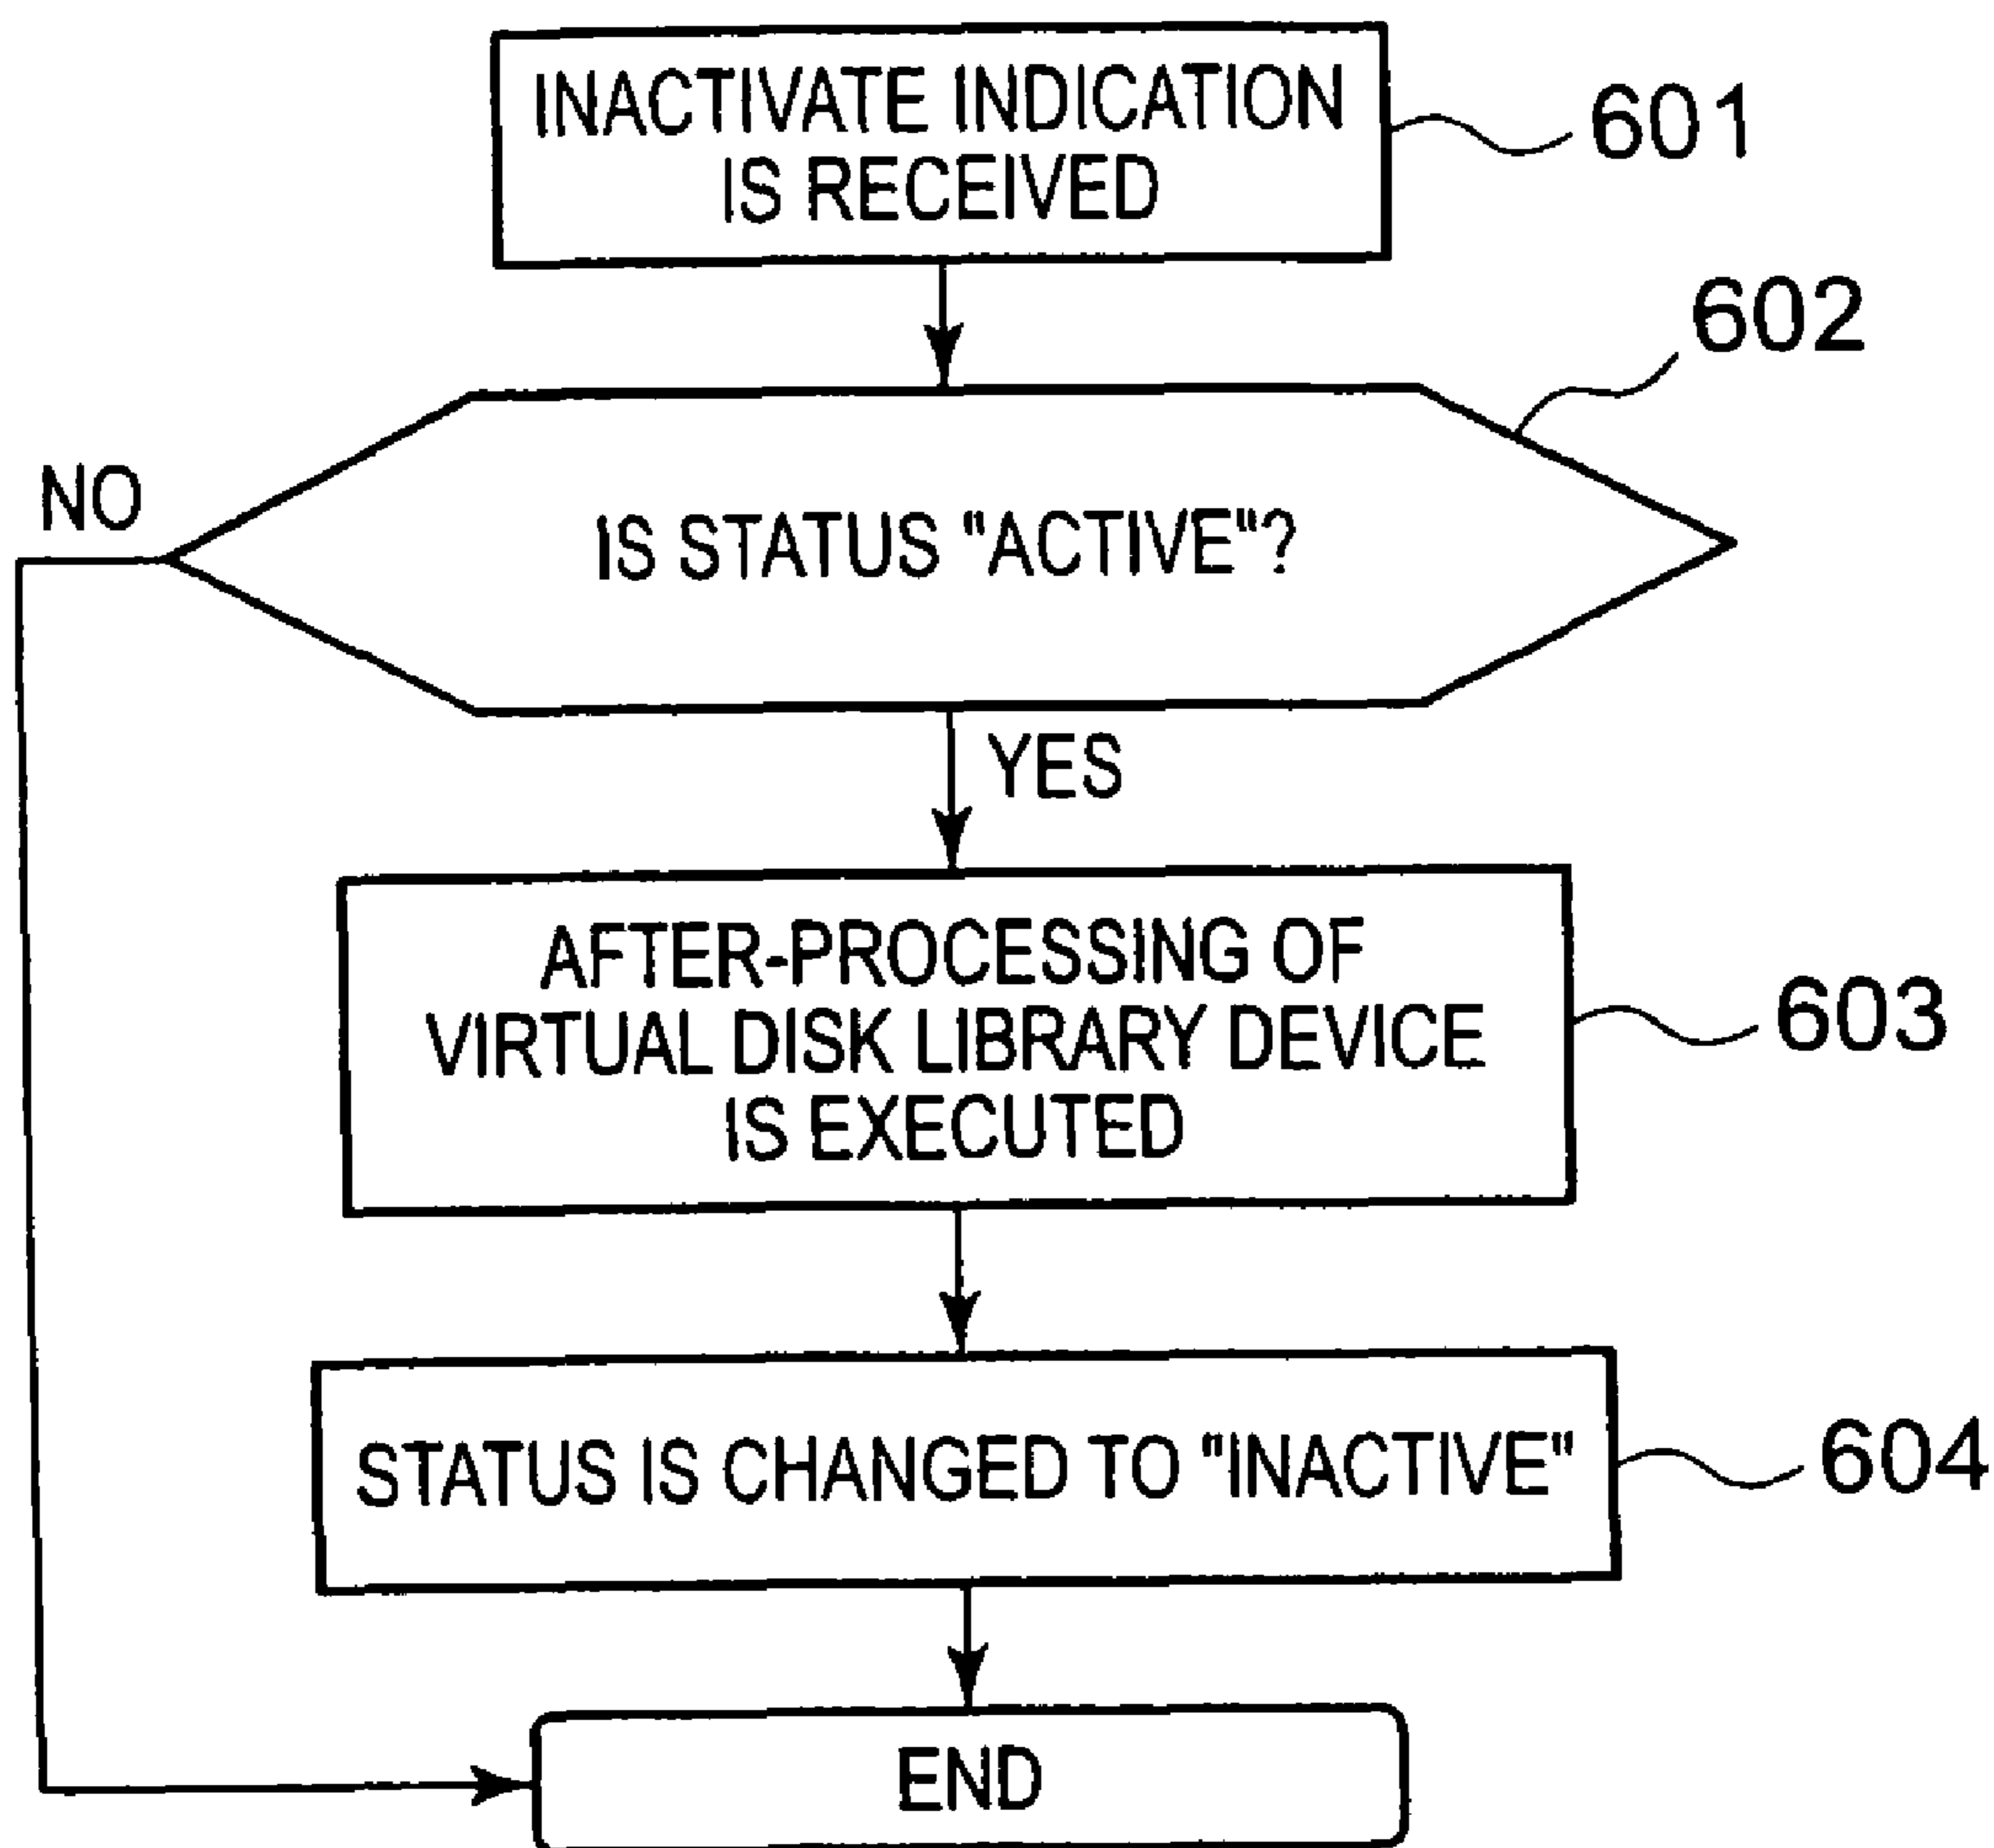 INACTIVATE INDICATION
IS RECEIVED
601
602
NO
IS STATUS "ACTIVE"?
YES
AFTER-PROCESSING OF
VIRTUAL DISK LIBRARY DEVICE
IS EXECUTED
603
STATUS IS CHANGED TO "INACTIVE"
604
END